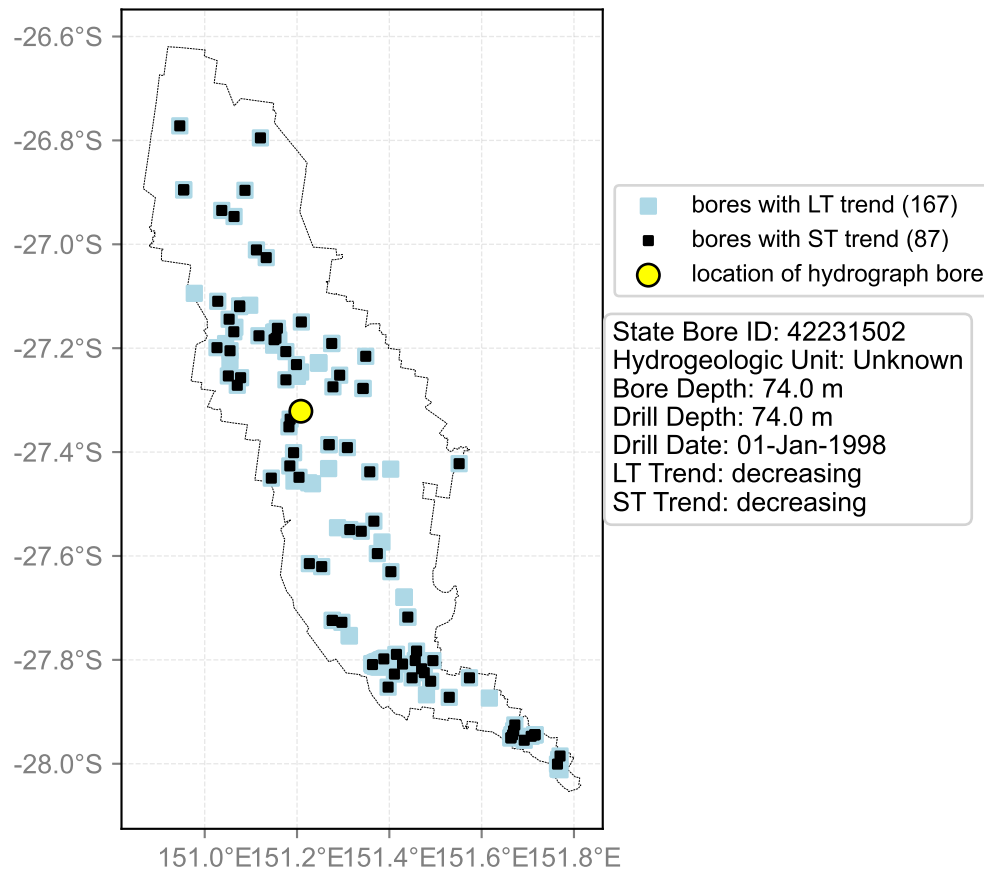 -26.6°S
-26.8°S
-27.0°S
-27.2°S
-27.4°S
-27.6°S
-27.8°S
-28.0°S
151.0°E151.2°E151.4°E151.6°E151.8°E
bores with LT trend (167)
bores with ST trend (87)
location of hydrograph bore
State Bore ID: 42231502
Hydrogeologic Unit: Unknown
Bore Depth: 74.0 m
Drill Depth: 74.0 m
Drill Date: 01-Jan-1998
LT Trend: decreasing
ST Trend: decreasing